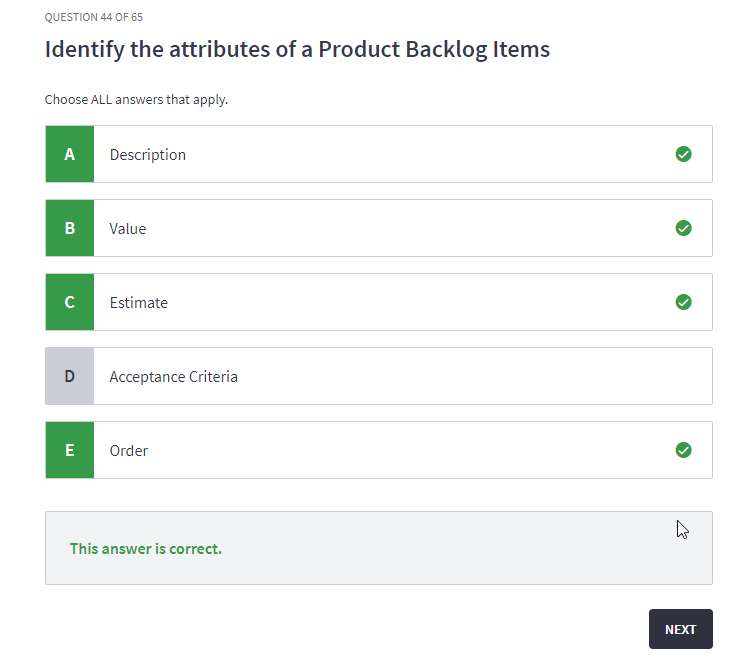 QUESTION 44 OF 65
Identify the attributes of a Product Backlog Items
Choose ALL answers that apply.
A Description
B Value
C Estimate
D Acceptance Criteria
E Order
This answer is correct.
NEXT